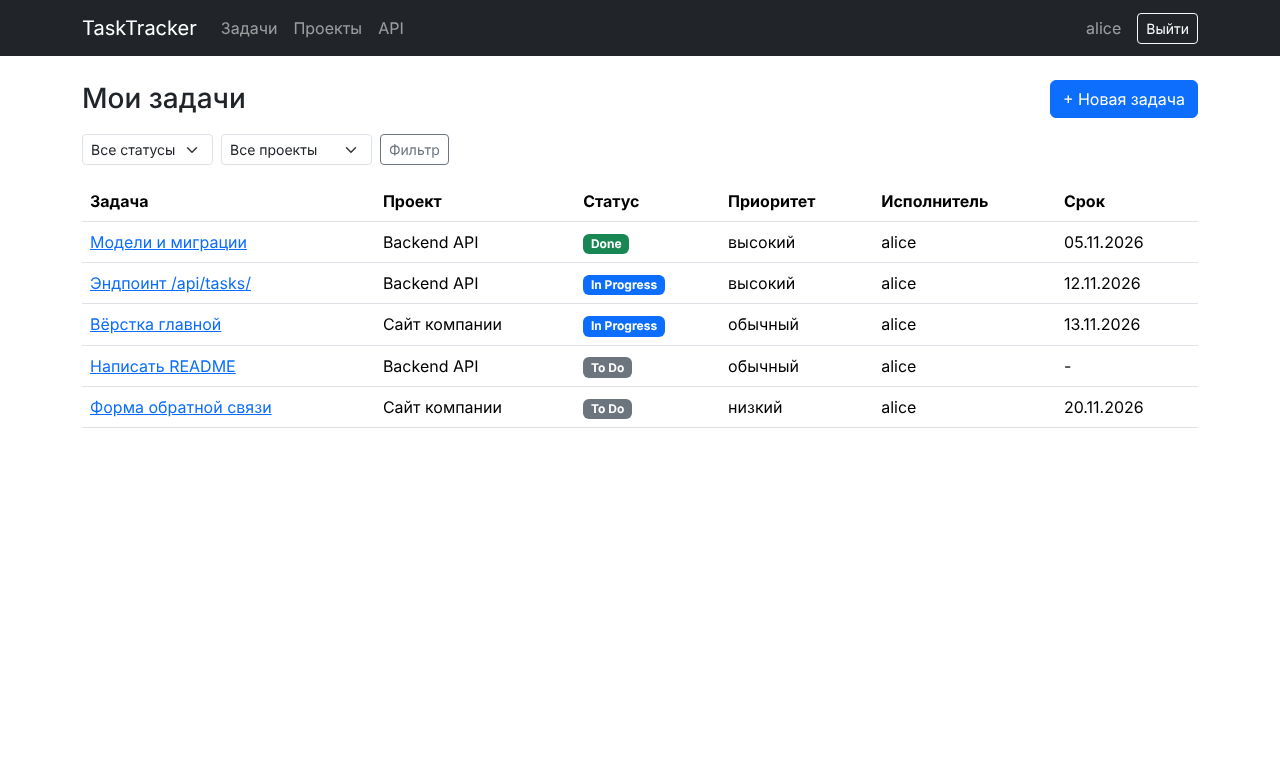 TaskTracker Задачи Проекты API alice Выйти
Мои задачи + Новая задача
Все статусы Все проекты Фильтр
Задача Проект Статус Приоритет Исполнитель Срок
Модели и миграции Backend API Done высокий alice 05.11.2026
Эндпоинт /api/tasks/ Backend API In Progress высокий alice 12.11.2026
Вёрстка главной Сайт компании In Progress обычный alice 13.11.2026
Написать README Backend API To Do обычный alice -
Форма обратной связи Сайт компании To Do низкий alice 20.11.2026